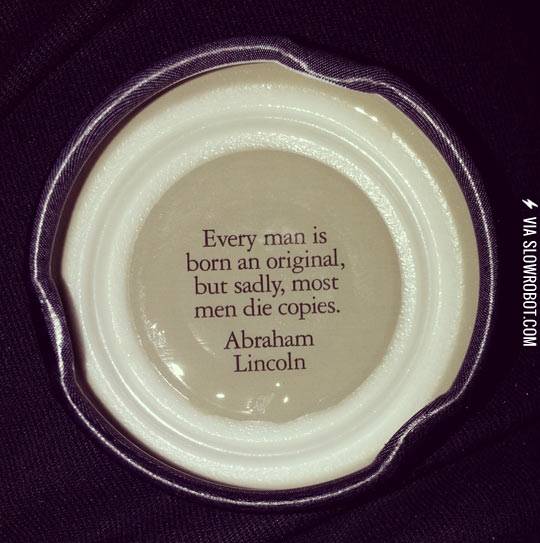 Every man is
born an original,
but sadly, most
men die copies.
Abraham
Lincoln
VIA SLOWROBOT.COM